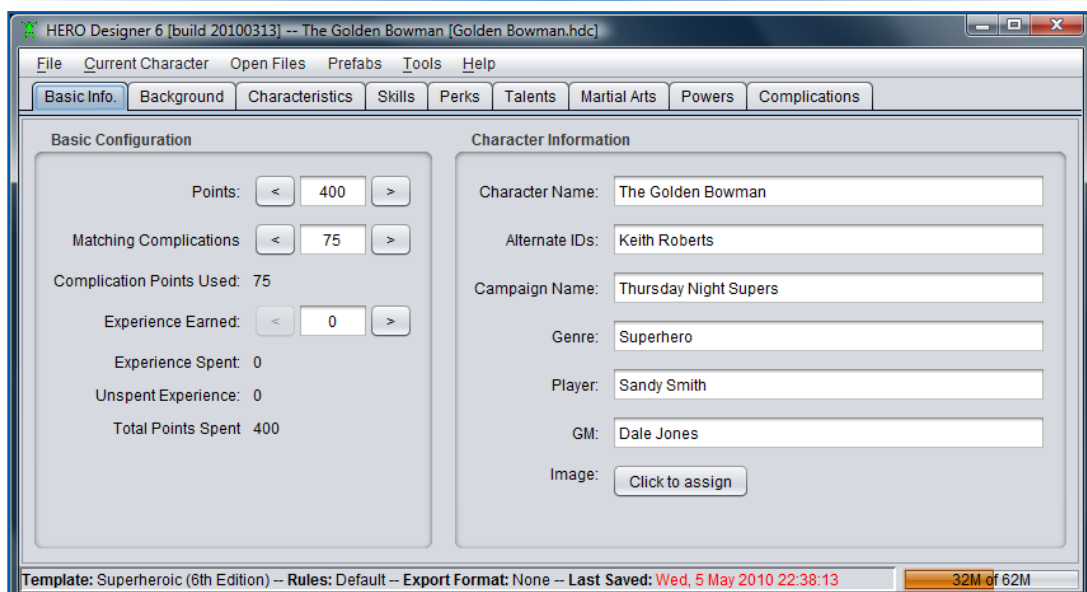 HERO Designer 6 [build 20100313] -- The Golden Bowman [Golden Bowman.hdc]
File Current Character Open Files Prefabs Tools Help
Basic Info. Background Characteristics Skills Perks Talents Martial Arts Powers Complications
Basic Configuration
Points: < 400 >
Matching Complications < 75 >
Complication Points Used: 75
Experience Earned: < 0 >
Experience Spent: 0
Unspent Experience: 0
Total Points Spent 400
Character Information
Character Name: The Golden Bowman
Alternate IDs: Keith Roberts
Campaign Name: Thursday Night Supers
Genre: Superhero
Player: Sandy Smith
GM: Dale Jones
Image: Click to assign
Template: Superheroic (6th Edition) -- Rules: Default -- Export Format: None -- Last Saved: Wed, 5 May 2010 22:38:13
32M of 62M